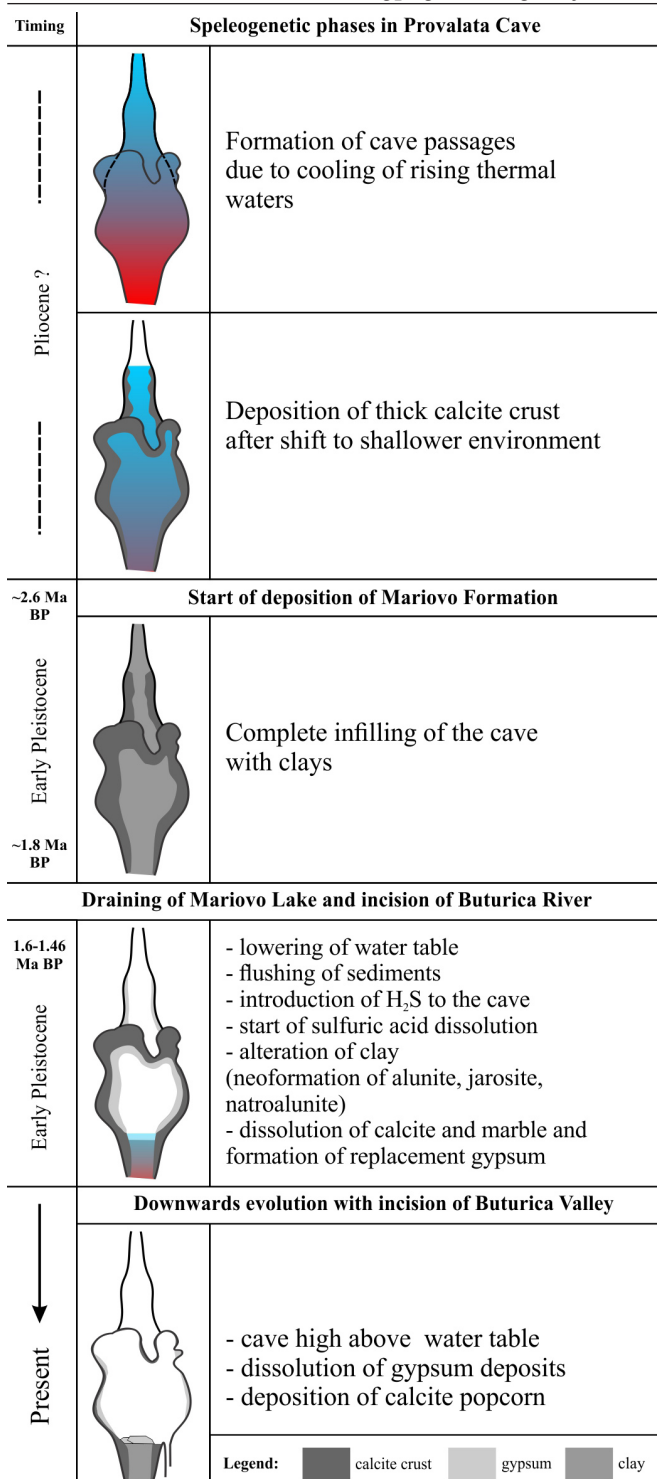 Timing
Speleogenetic phases in Provalata Cave
Pliocene ?
Formation of cave passages
due to cooling of rising thermal
waters
Deposition of thick calcite crust
after shift to shallower environment
~2.6 Ma
BP
Start of deposition of Mariovo Formation
Early Pleistocene
Complete infilling of the cave
with clays
~1.8 Ma
BP
Draining of Mariovo Lake and incision of Buturica River
1.6-1.46
Ma BP
Early Pleistocene
- lowering of water table
- flushing of sediments
- introduction of H₂S to the cave
- start of sulfuric acid dissolution
- alteration of clay
(neoformation of alunite, jarosite,
natroalunite)
- dissolution of calcite and marble and
formation of replacement gypsum
Downwards evolution with incision of Buturica Valley
Present
- cave high above water table
- dissolution of gypsum deposits
- deposition of calcite popcorn
Legend: calcite crust gypsum clay